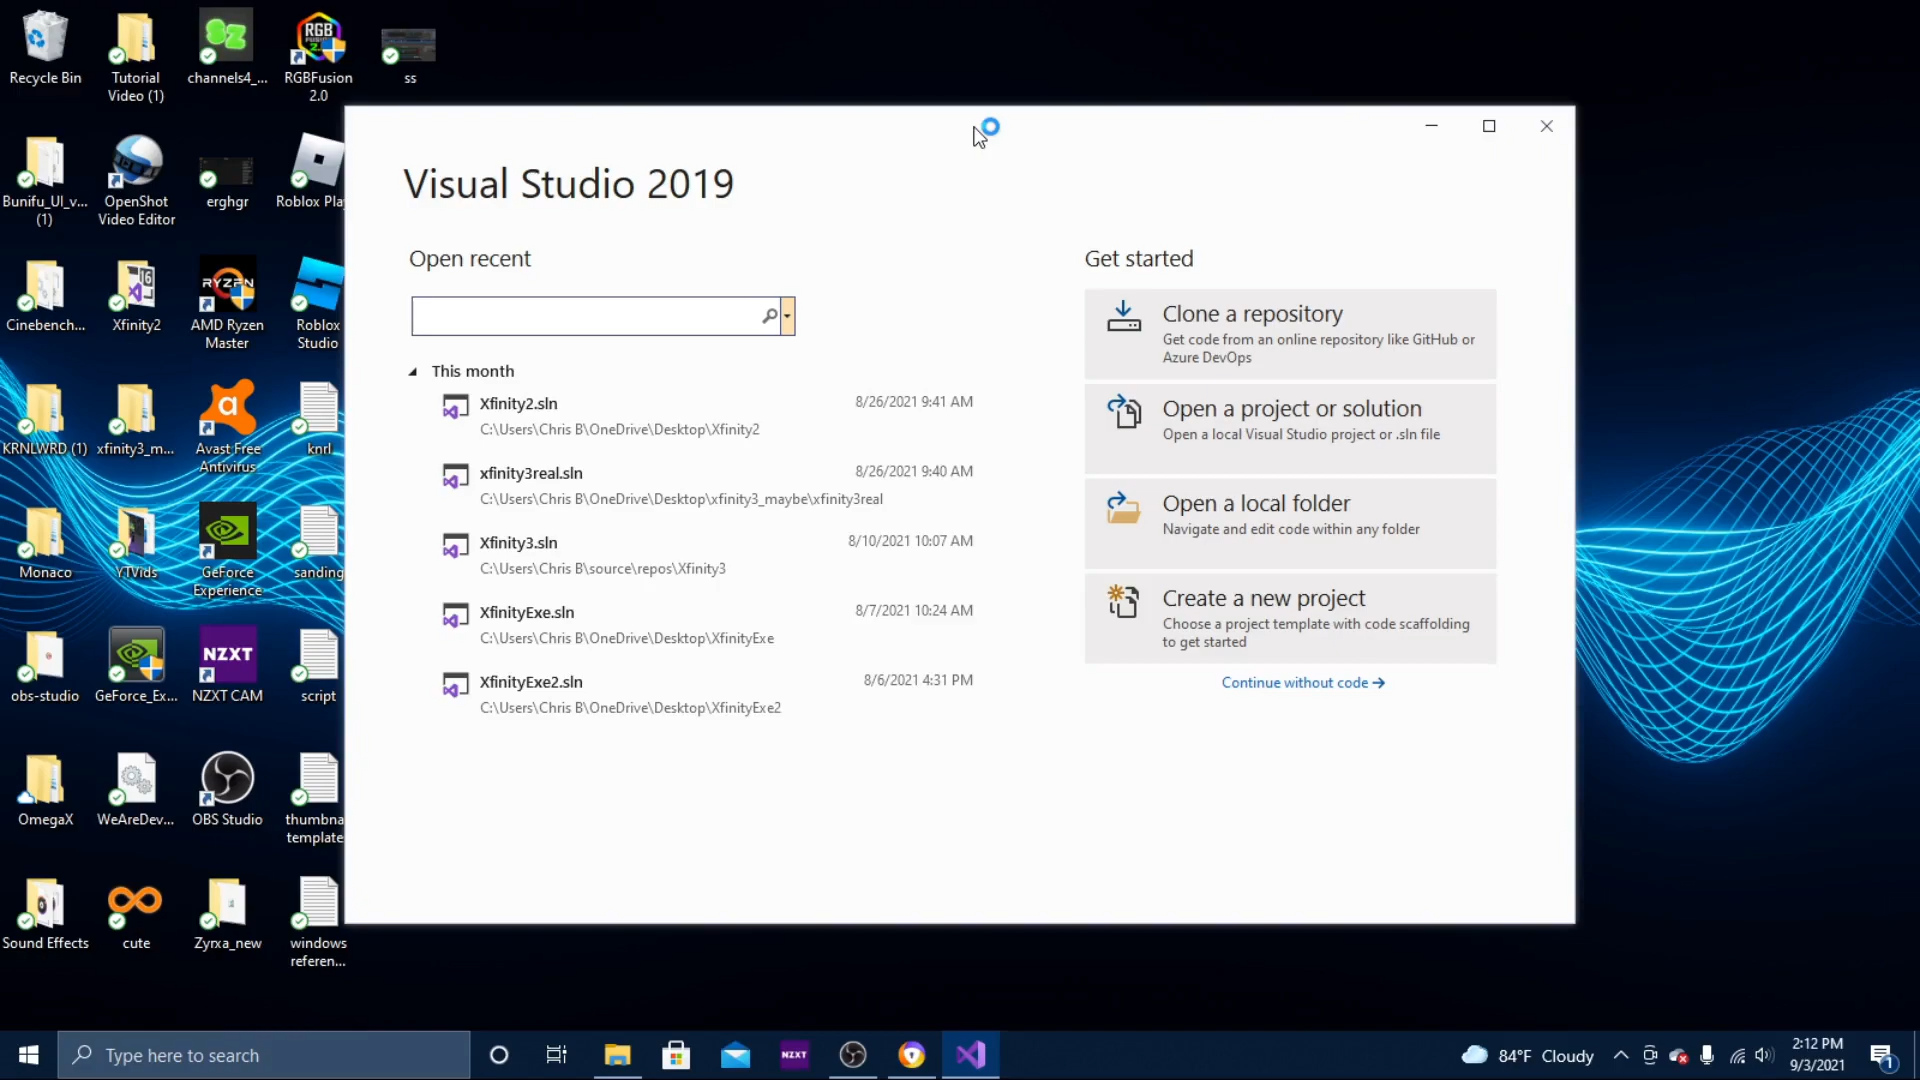 Recycle Bin
Tutorial
Video (1)
channels4_...
RGBFusion
2.0
ss
Bunifu_UI_v...
(1)
OpenShot
Video Editor
erghgr
Roblox Pla
Cinebench...
Xfinity2
AMD Ryzen
Master
Roblox
Studio
KRNLWRD (1)
xfinity3_m...
Avast Free
Antivirus
knrl
Monaco
YTVids
GeForce
Experience
sanding
obs-studio
GeForce_Ex...
NZXT
NZXT CAM
script
OmegaX
WeAreDev...
OBS Studio
thumbna
template
Sound Effects
cute
Zyrxa_new
windows
referen...
Visual Studio 2019
Open recent
This month
Xfinity2.sln
8/26/2021 9:41 AM
C:\Users\Chris B\OneDrive\Desktop\Xfinity2
xfinity3real.sln
8/26/2021 9:40 AM
C:\Users\Chris B\OneDrive\Desktop\xfinity3_maybe\xfinity3real
Xfinity3.sln
8/10/2021 10:07 AM
C:\Users\Chris B\source\repos\Xfinity3
XfinityExe.sln
8/7/2021 10:24 AM
C:\Users\Chris B\OneDrive\Desktop\XfinityExe
XfinityExe2.sln
8/6/2021 4:31 PM
C:\Users\Chris B\OneDrive\Desktop\XfinityExe2
Get started
Clone a repository
Get code from an online repository like GitHub or
Azure DevOps
Open a project or solution
Open a local Visual Studio project or .sln file
Open a local folder
Navigate and edit code within any folder
Create a new project
Choose a project template with code scaffolding
to get started
Continue without code →
Type here to search
NZXT
84°F Cloudy
2:12 PM
9/3/2021
1